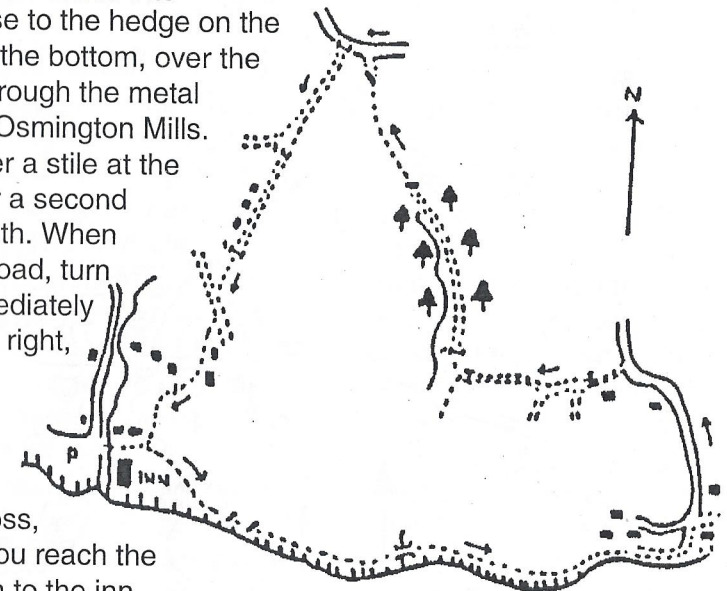 se to the hedge on the
the bottom, over the
rough the metal
Osmington Mills.
er a stile at the
a second
th. When
oad, turn
ediately
right,
oss,
ou reach the
to the inn
N
P
INN